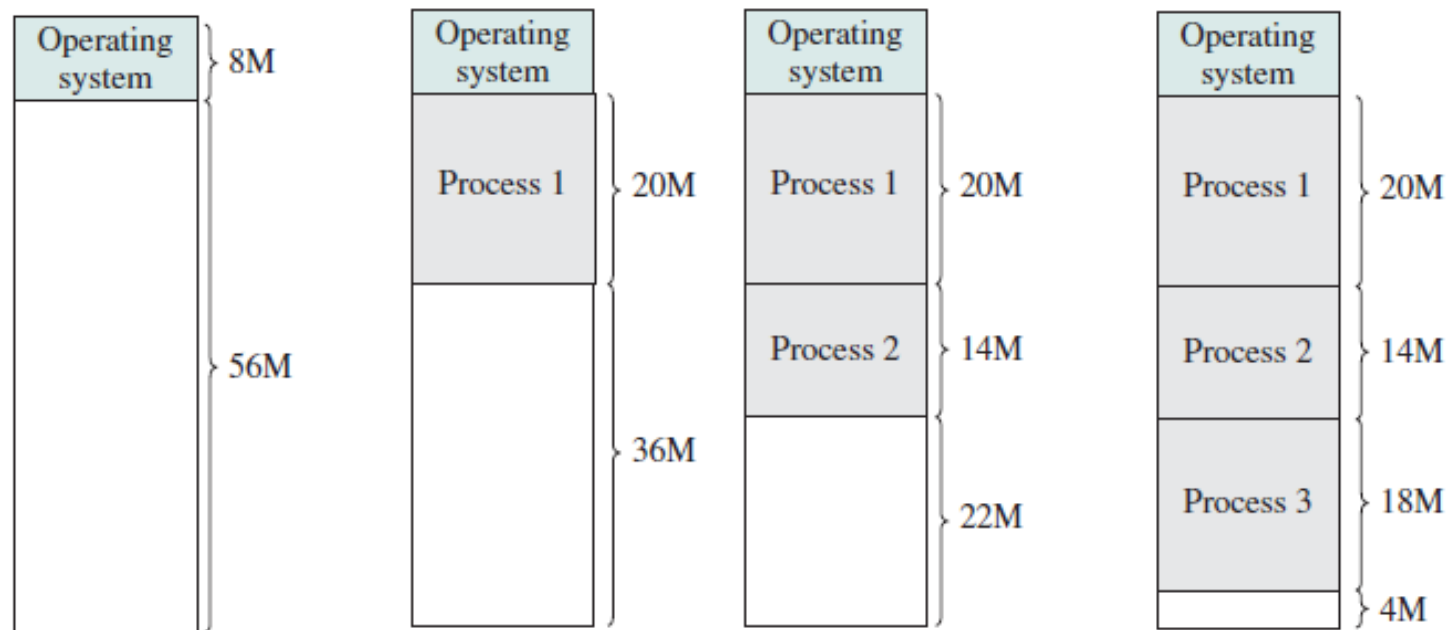 Operating
system
8M
56M
Operating
system
Process 1
20M
36M
Operating
system
Process 1
20M
Process 2
14M
22M
Operating
system
Process 1
20M
Process 2
14M
Process 3
18M
4M